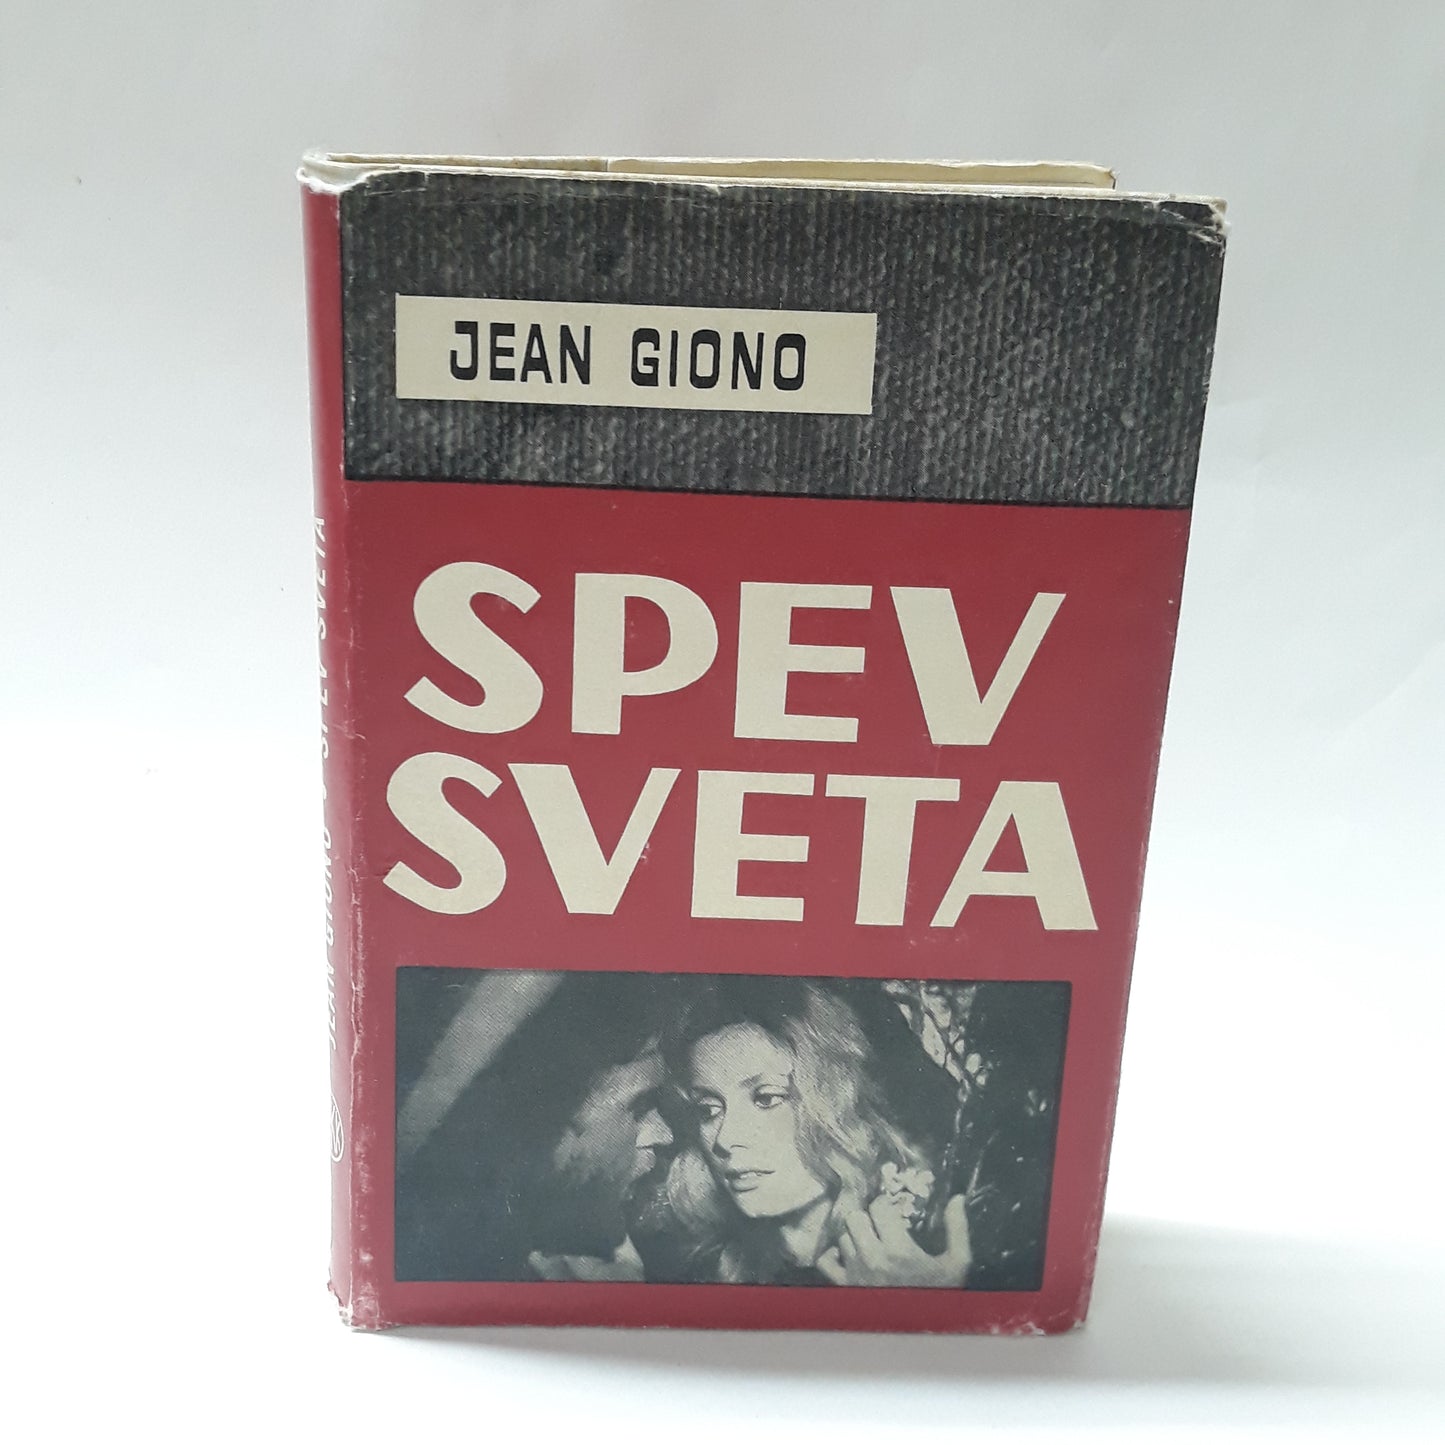 JEAN GIONO
SPEV
SVETA
JEAN GIONO • SPEV SVETA